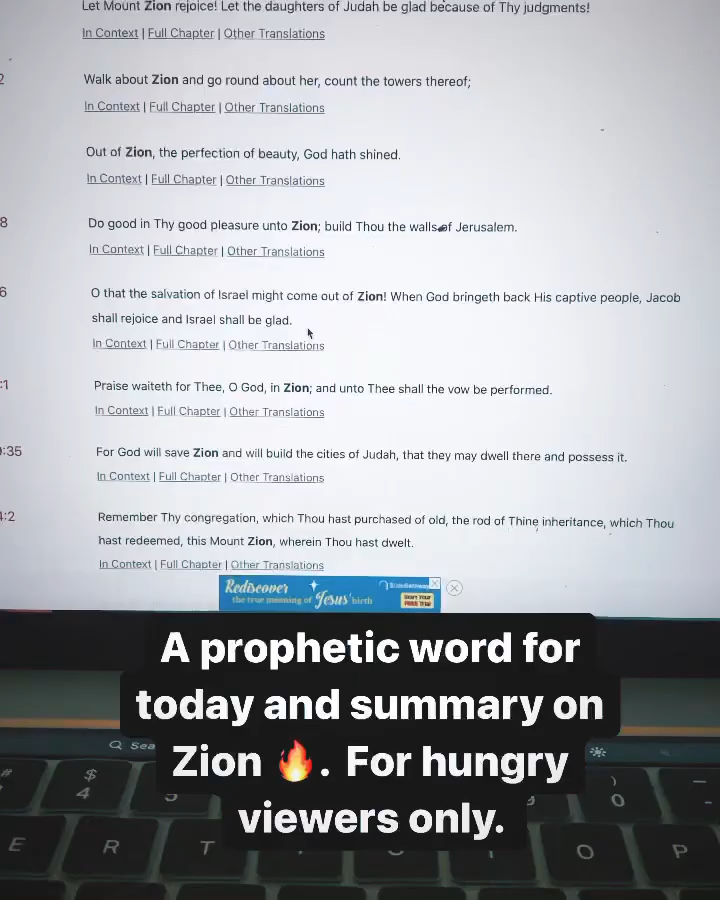 Let Mount Zion rejoice! Let the daughters of Judah be glad because of Thy judgments!
In Context | Full Chapter | Other Translations
2
Walk about Zion and go round about her, count the towers thereof;
In Context | Full Chapter | Other Translations
Out of Zion, the perfection of beauty, God hath shined.
In Context | Full Chapter | Other Translations
8
Do good in Thy good pleasure unto Zion; build Thou the walls of Jerusalem.
In Context | Full Chapter | Other Translations
6
O that the salvation of Israel might come out of Zion! When God bringeth back His captive people, Jacob
shall rejoice and Israel shall be glad.
In Context | Full Chapter | Other Translations
:1
Praise waiteth for Thee, O God, in Zion; and unto Thee shall the vow be performed.
In Context | Full Chapter | Other Translations
:35
For God will save Zion and will build the cities of Judah, that they may dwell there and possess it.
In Context | Full Chapter | Other Translations
:2
Remember Thy congregation, which Thou hast purchased of old, the rod of Thine inheritance, which Thou
hast redeemed, this Mount Zion, wherein Thou hast dwelt.
In Context | Full Chapter | Other Translations
Rediscover
the true meaning of Jesus' birth
START YOUR
FREE TRIAL
A prophetic word for
today and summary on
Zion 🔥. For hungry
viewers only.
Sea
# $ ) _
4 5 9 0 -
E R T O P